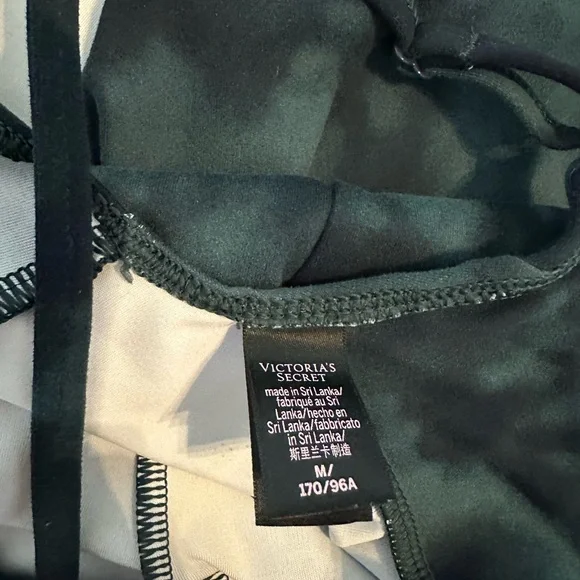 VICTORIA'S
SECRET
made in Sri Lanka/
fabriqué au Sri
Lanka/hecho en
Sri Lanka/fabbricato
in Sri Lanka/
斯里兰卡制造
M/
170/96A